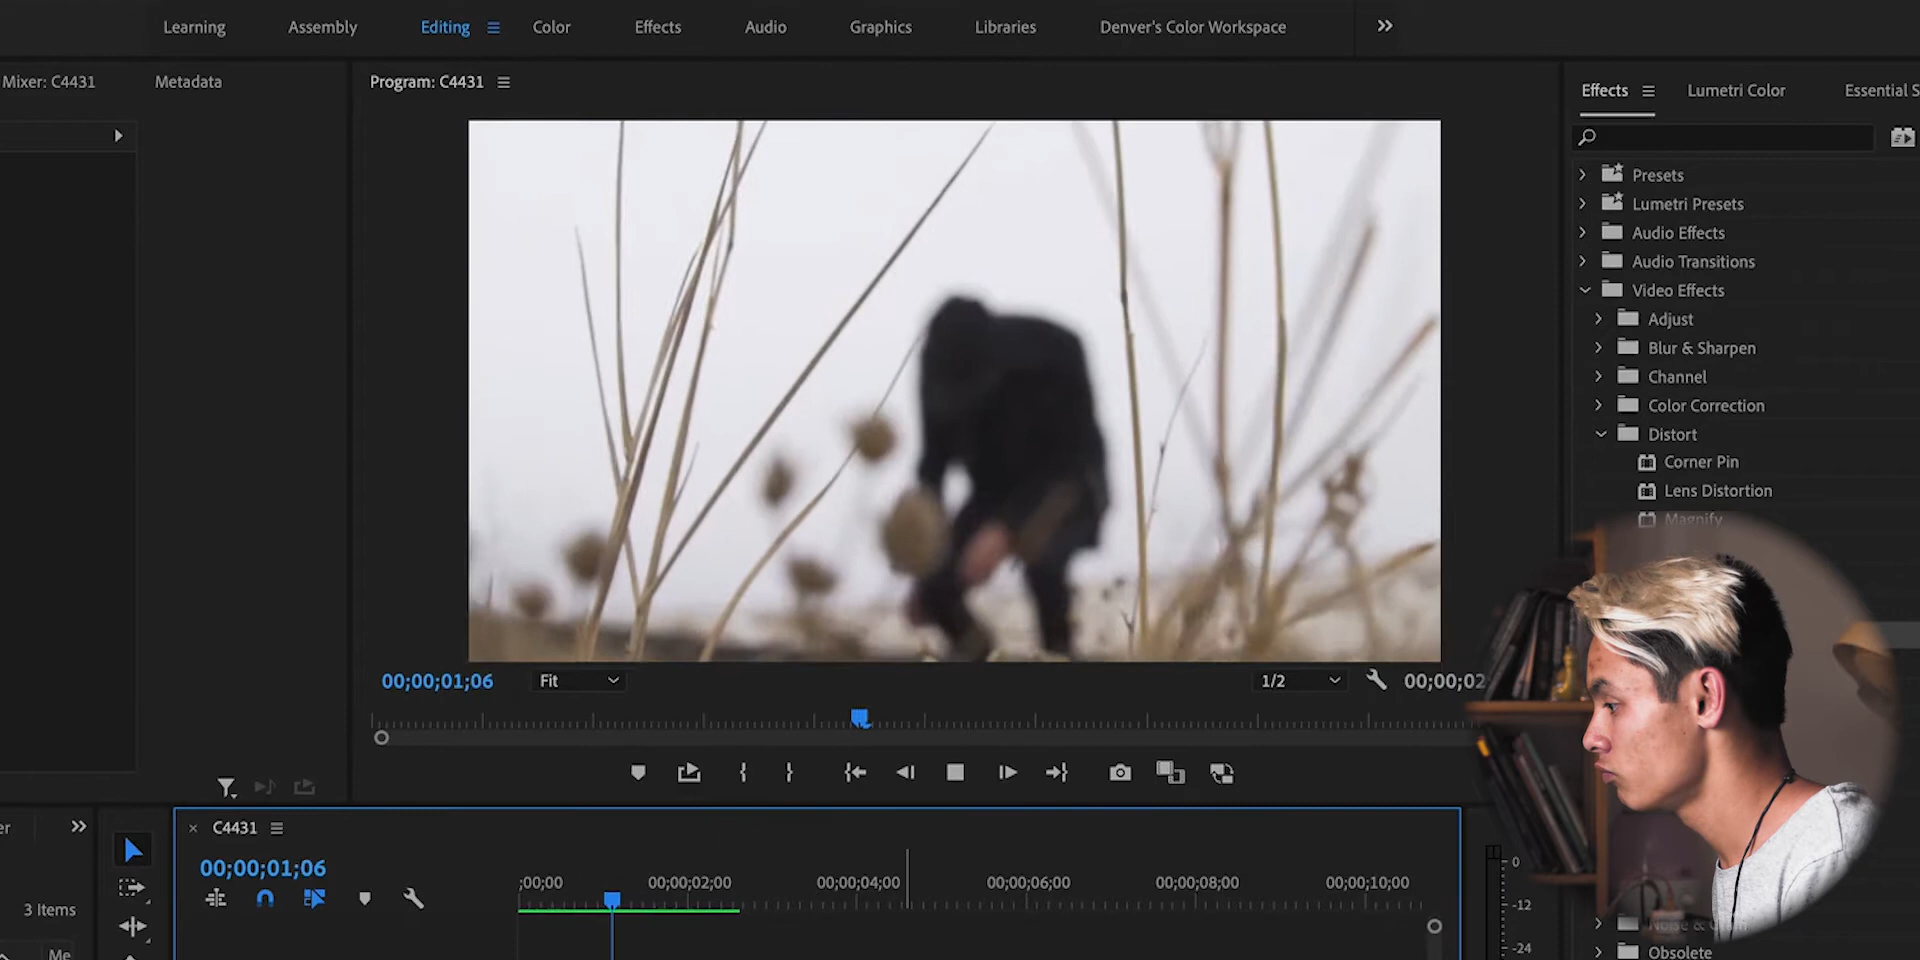 Learning Assembly Editing Color Effects Audio Graphics Libraries Denver's Color Workspace
Mixer: C4431 Metadata
Program: C4431
Effects Lumetri Color Essential S
Presets
Lumetri Presets
Audio Effects
Audio Transitions
Video Effects
Adjust
Blur & Sharpen
Channel
Color Correction
Distort
Corner Pin
Lens Distortion
Magnify
00;00;01;06 Fit 1/2 00;00;02
er
C4431
00;00;01;06
;00;00 00;00;02;00 00;00;04;00 00;00;06;00 00;00;08;00 00;00;10;00
3 Items
Me
0
-12
-24
Noise & Grain
Obsolete